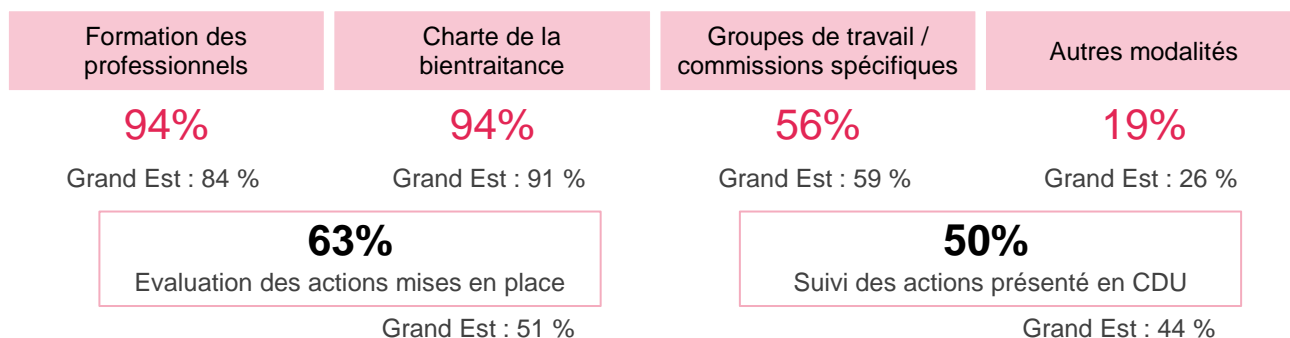 Formation des
professionnels
Charte de la
bientraitance
Groupes de travail /
commissions spécifiques
Autres modalités
94%
94%
56%
19%
Grand Est : 84 %
Grand Est : 91 %
Grand Est : 59 %
Grand Est : 26 %
63%
Evaluation des actions mises en place
50%
Suivi des actions présenté en CDU
Grand Est : 51 %
Grand Est : 44 %